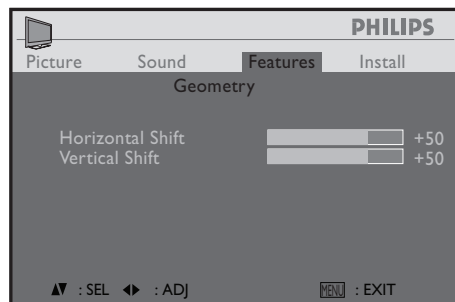 PHILIPS
Picture Sound Features Install
Geometry
Horizontal Shift +50
Vertical Shift +50
▲▼ : SEL ◀▶ : ADJ MENU : EXIT